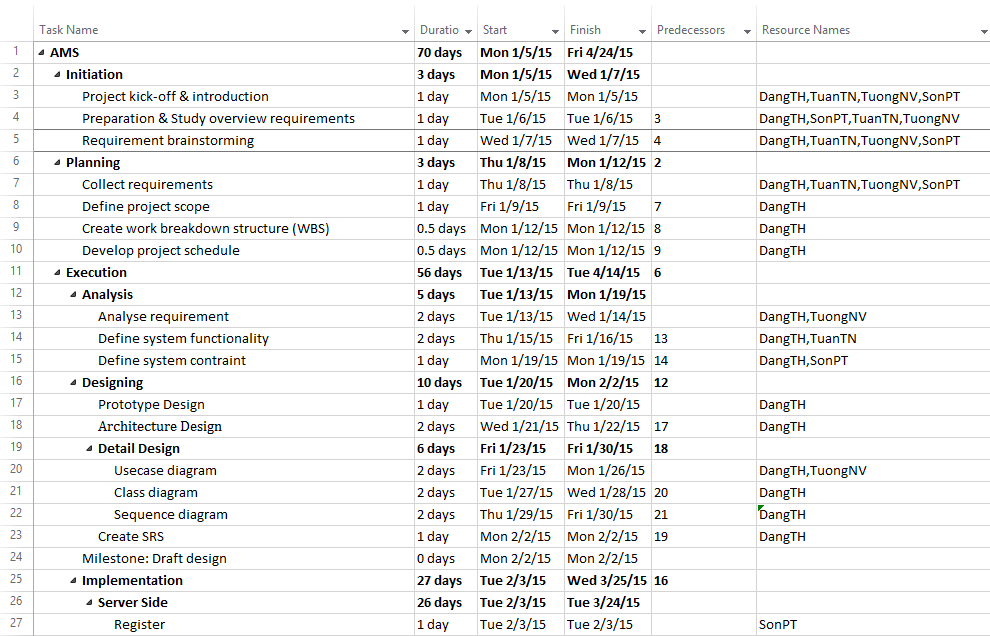 Task Name Duratio Start Finish Predecessors Resource Names
1 AMS 70 days Mon 1/5/15 Fri 4/24/15
2 Initiation 3 days Mon 1/5/15 Wed 1/7/15
3 Project kick-off & introduction 1 day Mon 1/5/15 Mon 1/5/15 DangTH,TuanTN,TuongNV,SonPT
4 Preparation & Study overview requirements 1 day Tue 1/6/15 Tue 1/6/15 3 DangTH,SonPT,TuanTN,TuongNV
5 Requirement brainstorming 1 day Wed 1/7/15 Wed 1/7/15 4 DangTH,TuanTN,TuongNV,SonPT
6 Planning 3 days Thu 1/8/15 Mon 1/12/15 2
7 Collect requirements 1 day Thu 1/8/15 Thu 1/8/15 DangTH,TuanTN,TuongNV,SonPT
8 Define project scope 1 day Fri 1/9/15 Fri 1/9/15 7 DangTH
9 Create work breakdown structure (WBS) 0.5 days Mon 1/12/15 Mon 1/12/15 8 DangTH
10 Develop project schedule 0.5 days Mon 1/12/15 Mon 1/12/15 9 DangTH
11 Execution 56 days Tue 1/13/15 Tue 4/14/15 6
12 Analysis 5 days Tue 1/13/15 Mon 1/19/15
13 Analyse requirement 2 days Tue 1/13/15 Wed 1/14/15 DangTH,TuongNV
14 Define system functionality 2 days Thu 1/15/15 Fri 1/16/15 13 DangTH,TuanTN
15 Define system contraint 1 day Mon 1/19/15 Mon 1/19/15 14 DangTH,SonPT
16 Designing 10 days Tue 1/20/15 Mon 2/2/15 12
17 Prototype Design 1 day Tue 1/20/15 Tue 1/20/15 DangTH
18 Architecture Design 2 days Wed 1/21/15 Thu 1/22/15 17 DangTH
19 Detail Design 6 days Fri 1/23/15 Fri 1/30/15 18
20 Usecase diagram 2 days Fri 1/23/15 Mon 1/26/15 DangTH,TuongNV
21 Class diagram 2 days Tue 1/27/15 Wed 1/28/15 20 DangTH
22 Sequence diagram 2 days Thu 1/29/15 Fri 1/30/15 21 DangTH
23 Create SRS 1 day Mon 2/2/15 Mon 2/2/15 19 DangTH
24 Milestone: Draft design 0 days Mon 2/2/15 Mon 2/2/15
25 Implementation 27 days Tue 2/3/15 Wed 3/25/15 16
26 Server Side 26 days Tue 2/3/15 Tue 3/24/15
27 Register 1 day Tue 2/3/15 Tue 2/3/15 SonPT